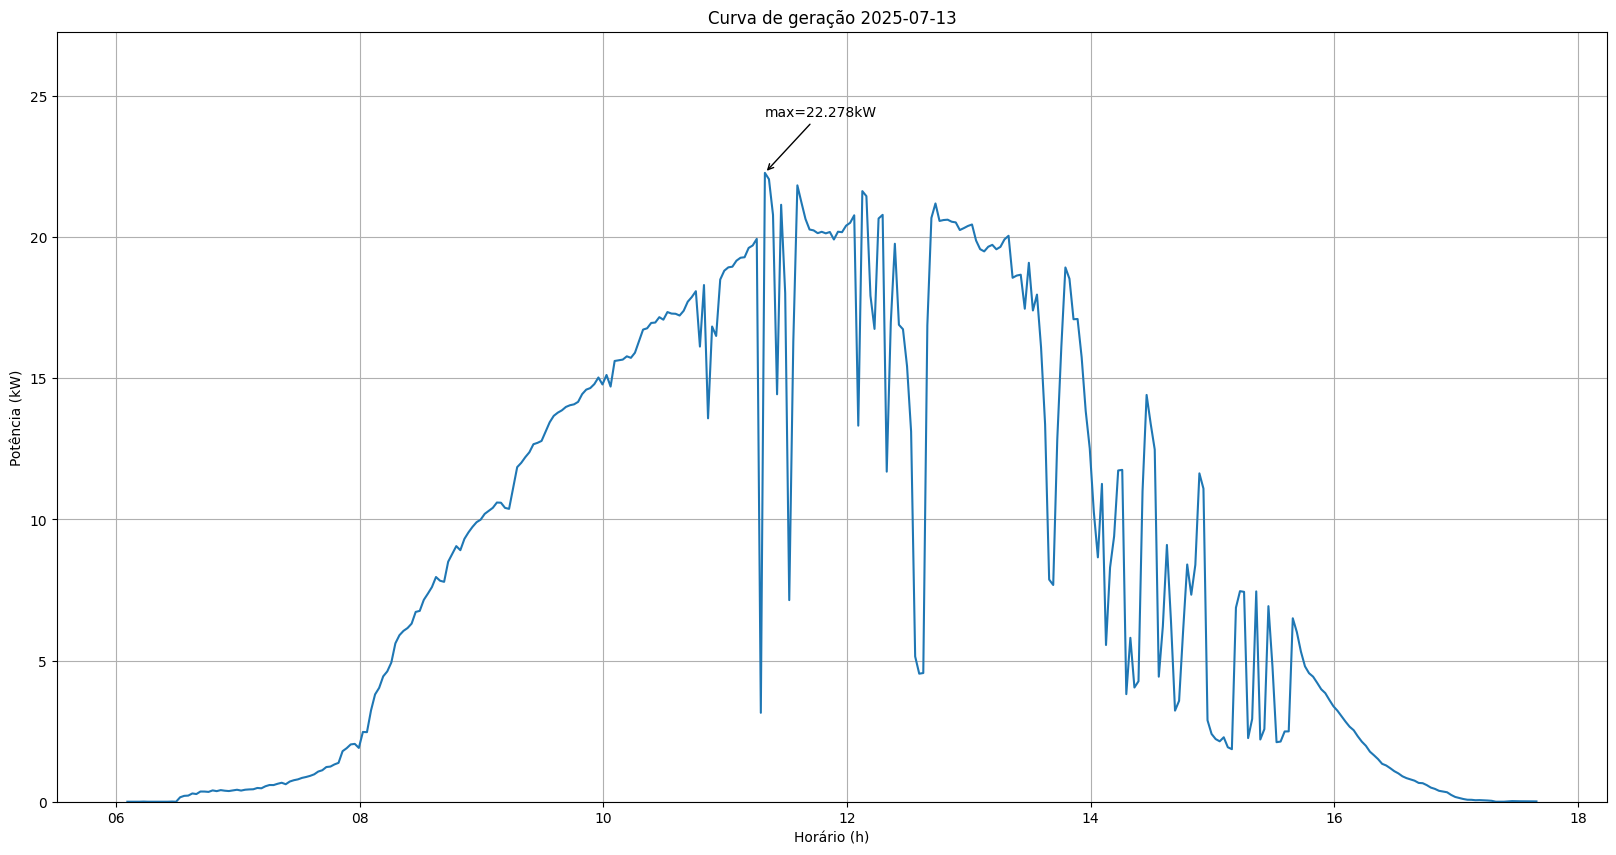 Curva de geração 2025-07-13
25
20
15
10
5
0
max=22.278kW
Potência (kW)
06 08 10 12 14 16 18
Horário (h)